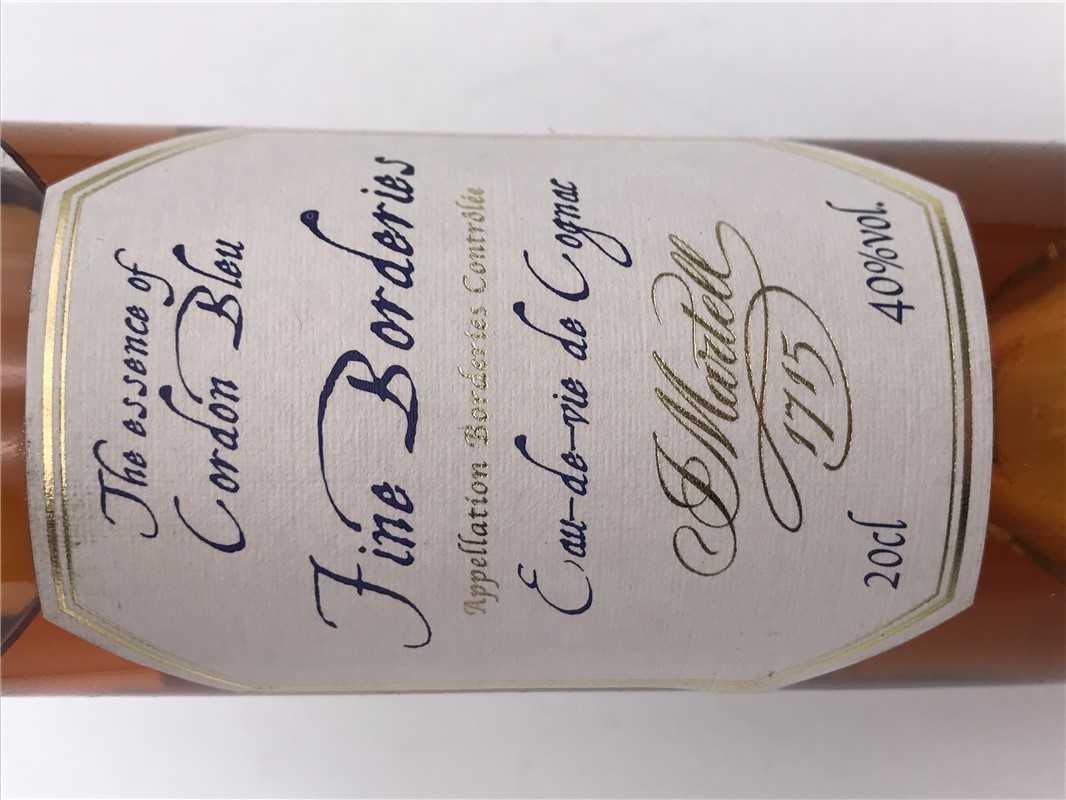 The essence of
Cordon Bleu
Fine Borderies
Appellation Borderies Contrôlée
Eau-de-vie de Cognac
J Martell
1715
20cl 40%vol.